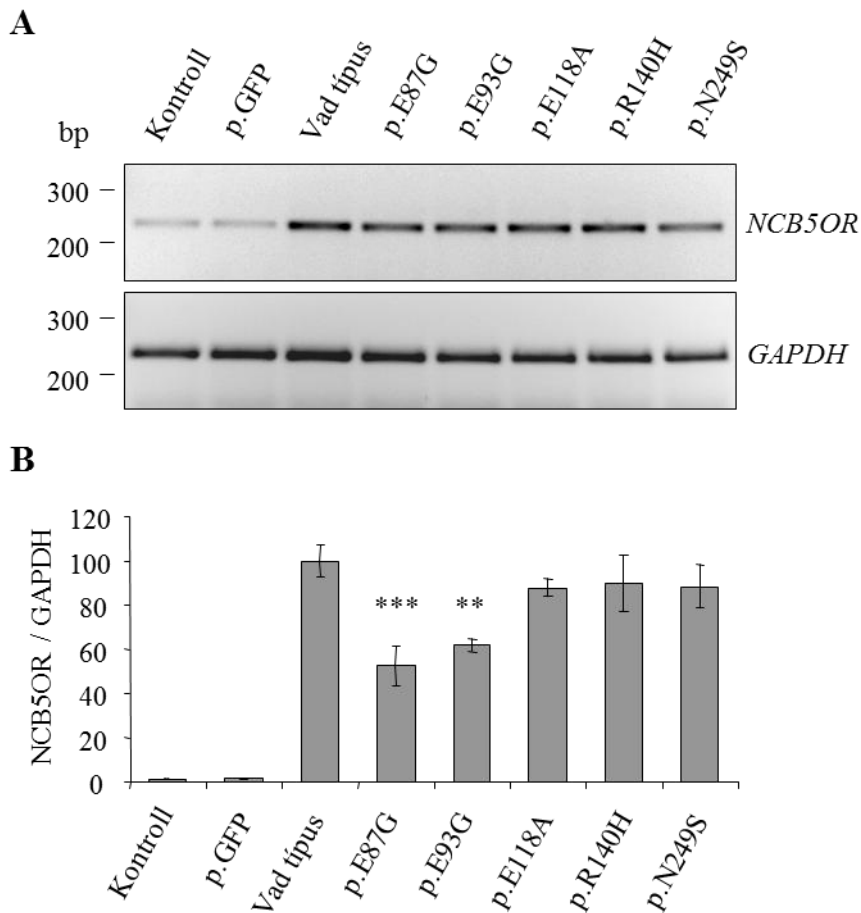 A
Kontroll p.GFP Vad típus p.E87G p.E93G p.E118A p.R140H p.N249S
bp
300
200
NCB5OR
300
200
GAPDH
B
NCB5OR / GAPDH
120
100
80
60
40
20
0
*** **
Kontroll p.GFP Vad típus p.E87G p.E93G p.E118A p.R140H p.N249S